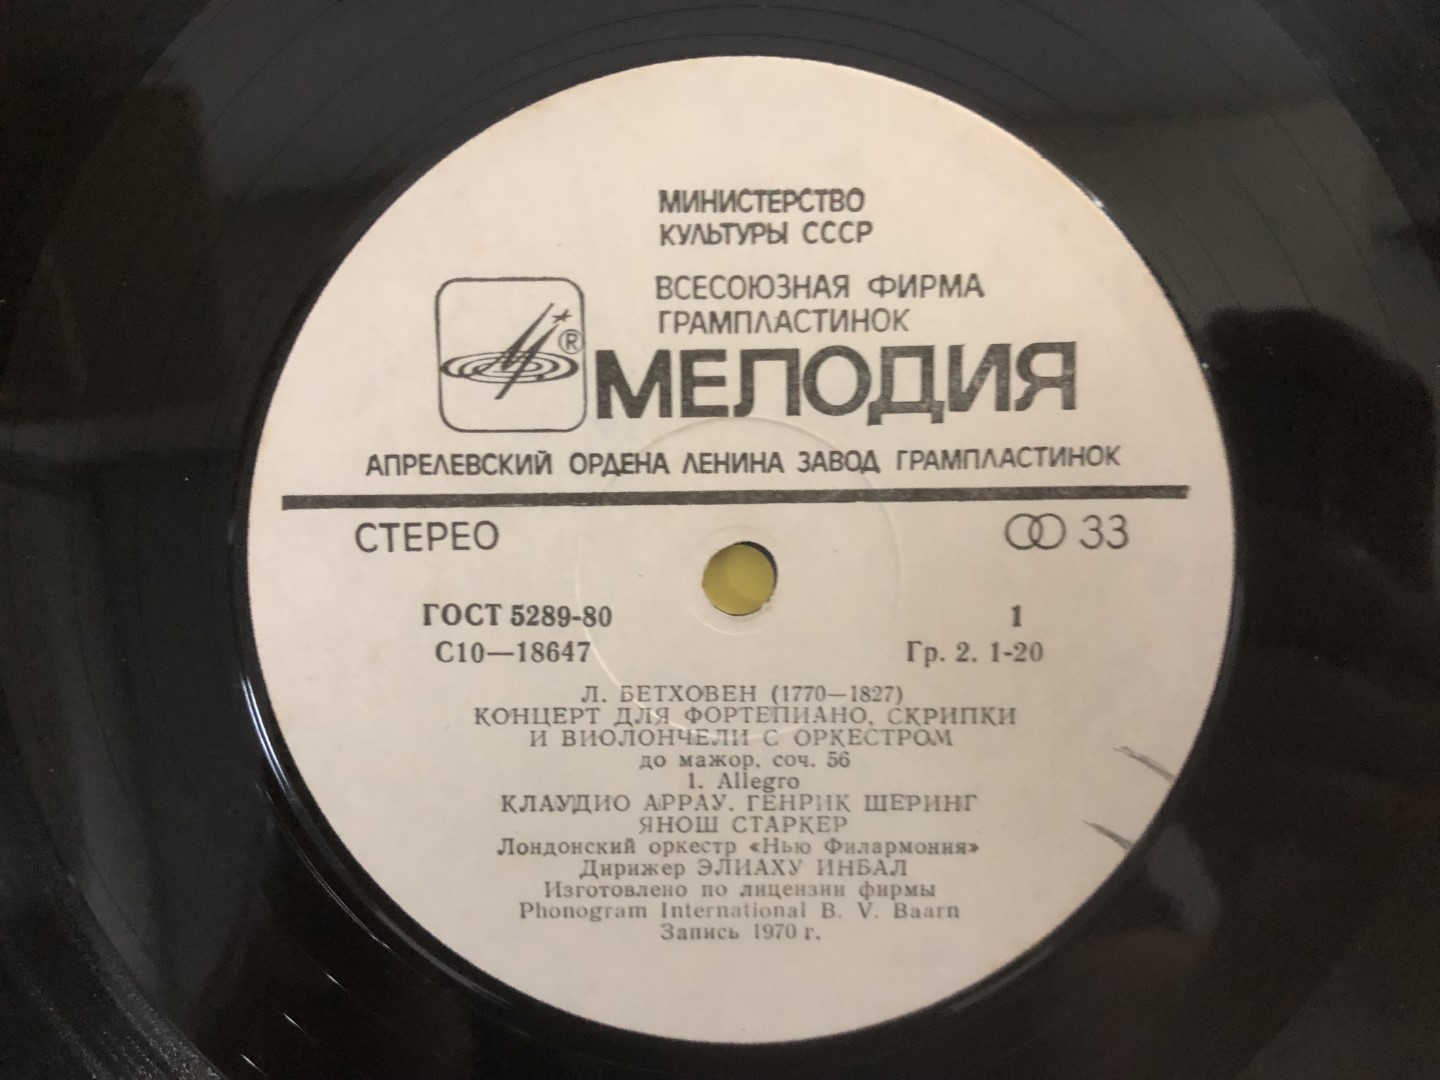 МИНИСТЕРСТВО
КУЛЬТУРЫ СССР
ВСЕСОЮЗНАЯ ФИРМА
ГРАМПЛАСТИНОК
®
МЕЛОДИЯ
АПРЕЛЕВСКИЙ ОРДЕНА ЛЕНИНА ЗАВОД ГРАМПЛАСТИНОК
СТЕРЕО 33
ГОСТ 5289-80 1
С10—18647 Гр. 2. 1-20
Л. БЕТХОВЕН (1770—1827)
КОНЦЕРТ ДЛЯ ФОРТЕПИАНО, СКРИПКИ
И ВИОЛОНЧЕЛИ С ОРКЕСТРОМ
до мажор, соч. 56
1. Allegro
КЛАУДИО АРРАУ. ГЕНРИК ШЕРИНГ
ЯНОШ СТАРКЕР
Лондонский оркестр «Нью Филармония»
Дирижер ЭЛИАХУ ИНБАЛ
Изготовлено по лицензии фирмы
Phonogram International B. V. Baarn
Запись 1970 г.